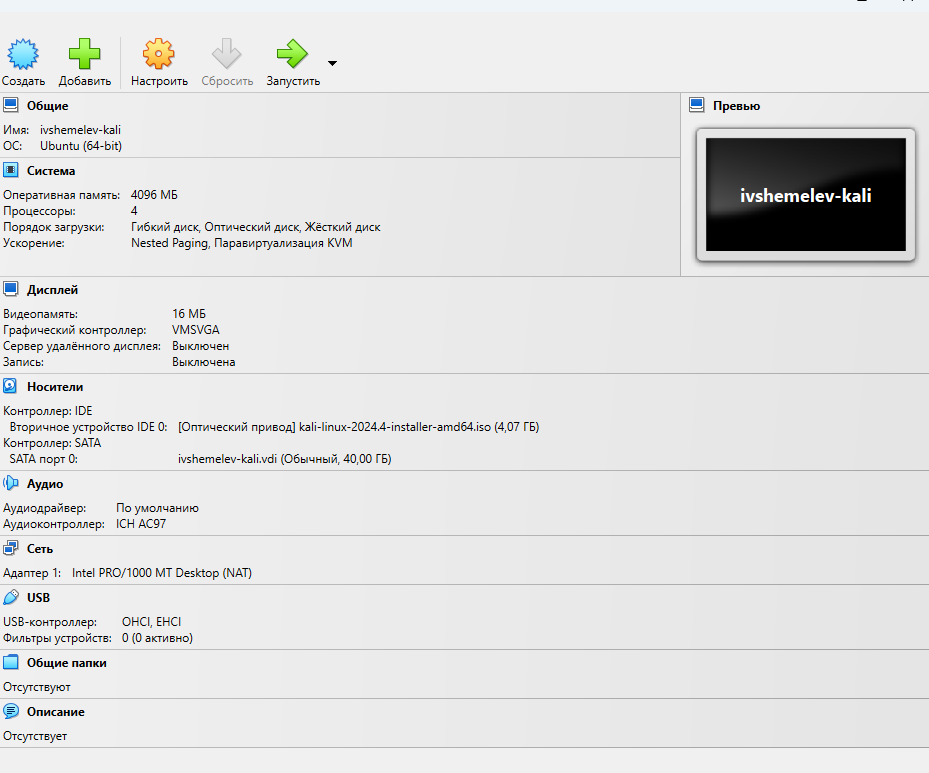 Создать Добавить Настроить Сбросить Запустить
Общие
Имя: ivshemelev-kali
ОС: Ubuntu (64-bit)
Превью
ivshemelev-kali
Система
Оперативная память: 4096 МБ
Процессоры: 4
Порядок загрузки: Гибкий диск, Оптический диск, Жёсткий диск
Ускорение: Nested Paging, Паравиртуализация KVM
Дисплей
Видеопамять: 16 МБ
Графический контроллер: VMSVGA
Сервер удалённого дисплея: Выключен
Запись: Выключена
Носители
Контроллер: IDE
Вторичное устройство IDE 0: [Оптический привод] kali-linux-2024.4-installer-amd64.iso (4,07 ГБ)
Контроллер: SATA
SATA порт 0: ivshemelev-kali.vdi (Обычный, 40,00 ГБ)
Аудио
Аудиодрайвер: По умолчанию
Аудиоконтроллер: ICH AC97
Сеть
Адаптер 1: Intel PRO/1000 MT Desktop (NAT)
USB
USB-контроллер: OHCI, EHCI
Фильтры устройств: 0 (0 активно)
Общие папки
Отсутствуют
Описание
Отсутствует